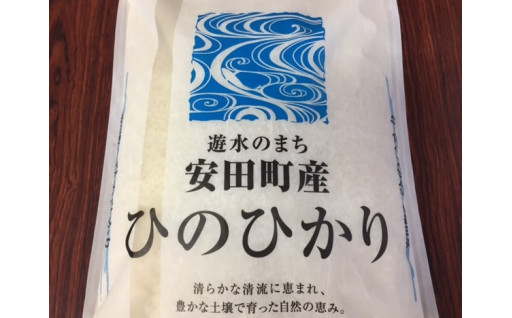 遊水のまち
安田町産
ひのひかり
清らかな清流に恵まれ、
豊かな土壌で育った自然の恵み。